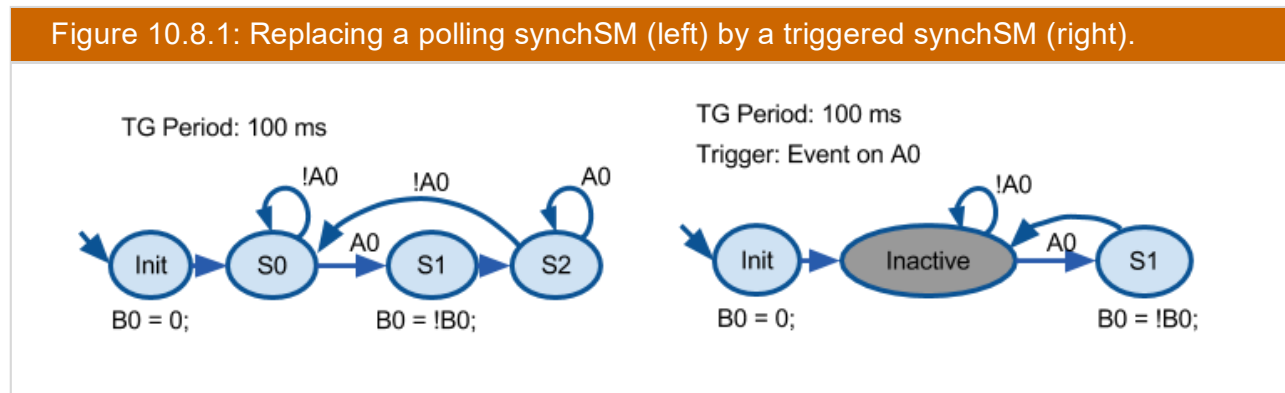 Figure 10.8.1: Replacing a polling synchSM (left) by a triggered synchSM (right).
TG Period: 100 ms
!A0
!A0
A0
Init
S0
A0
S1
S2
B0 = 0;
B0 = !B0;
TG Period: 100 ms
Trigger: Event on A0
!A0
Init
Inactive
A0
S1
B0 = 0;
B0 = !B0;